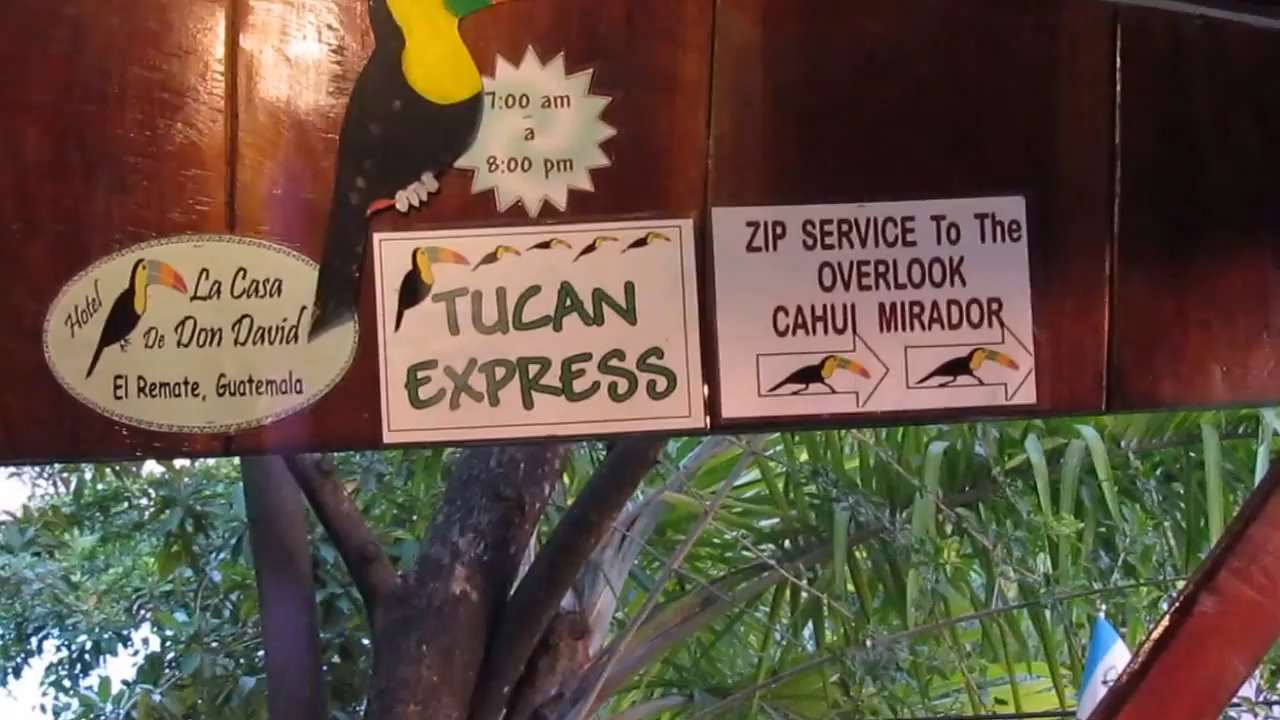 7:00 am
a
8:00 pm
Hotel
La Casa
De Don David
El Remate, Guatemala
TUCAN
EXPRESS
ZIP SERVICE To The
OVERLOOK
CAHUI MIRADOR